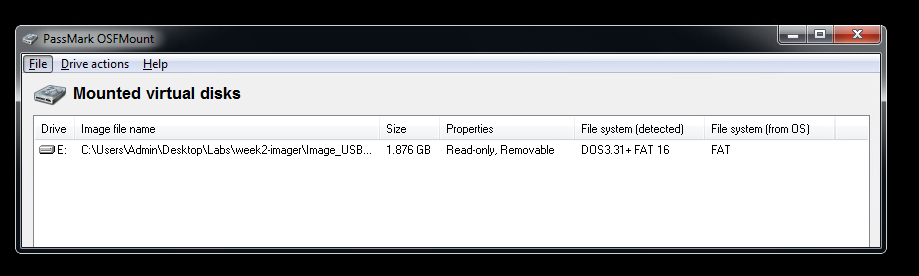 PassMark OSFMount
File Drive actions Help
Mounted virtual disks
Drive Image file name Size Properties File system (detected) File system (from OS)
E: C:\Users\Admin\Desktop\Labs\week2-imager\Image_USB... 1.876 GB Read-only, Removable DOS3.31+ FAT 16 FAT